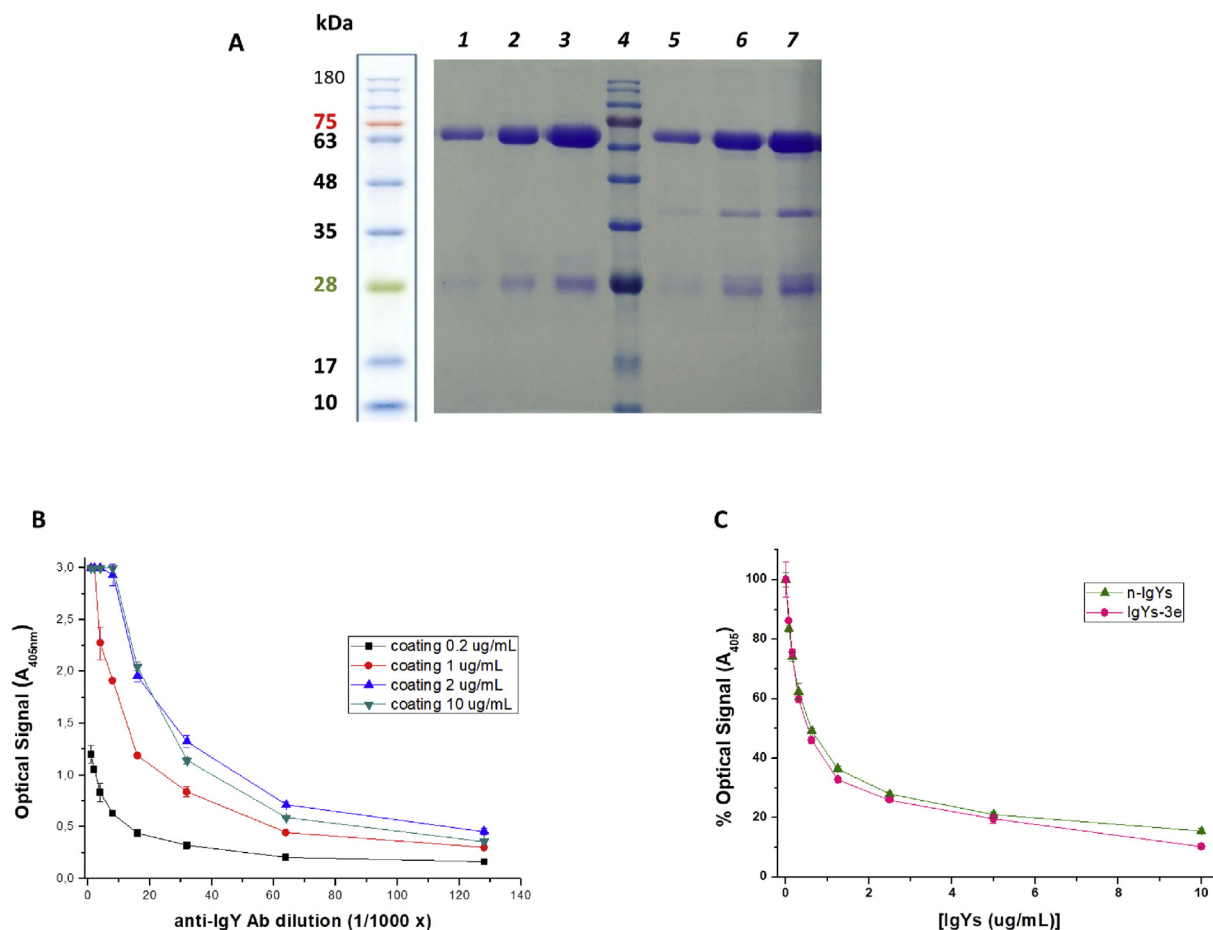 kDa
A
1 2 3 4 5 6 7
180
75
63
48
35
28
17
10
B
C
Optical Signal (A405nm)
3,0
2,5
2,0
1,5
1,0
0,5
0,0
0 20 40 60 80 100 120 140
anti-IgY Ab dilution (1/1000 x)
coating 0.2 ug/mL
coating 1 ug/mL
coating 2 ug/mL
coating 10 ug/mL
% Optical Signal (A405)
100
80
60
40
20
0
0 2 4 6 8 10
[IgYs (ug/mL)]
n-IgYs
IgYs-3e